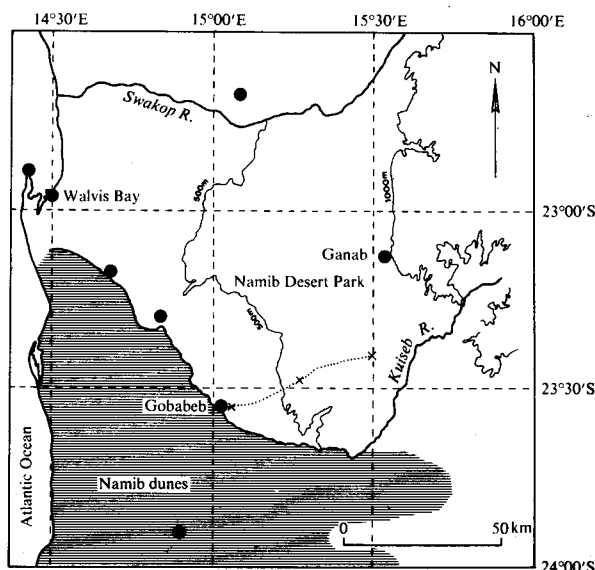 14°30'E
15°00'
15°30'
16°00'E
N
Swakop R.
500m
1000m
Walvis Bay
23°00'S
Ganab
Namib Desert Park
500m
Kuiseb R.
Gobabeb
23°30'S
Atlantic Ocean
Namib dunes
0 50 km
24°00'S